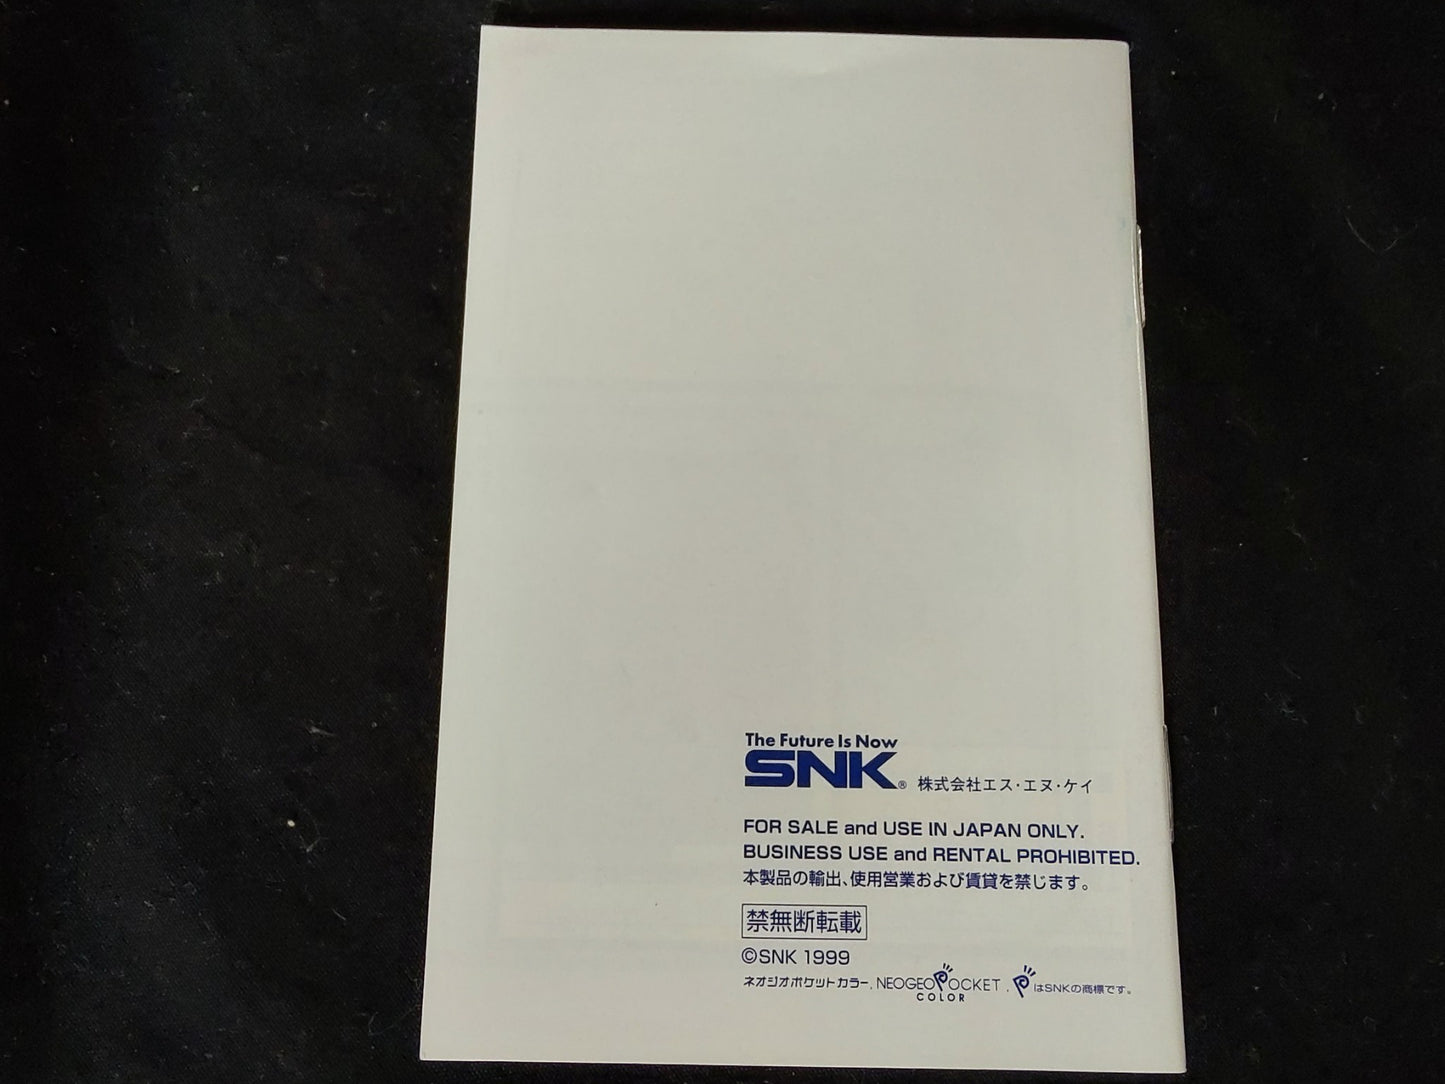 The Future Is Now
SNK® 株式会社エス・エヌ・ケイ
FOR SALE and USE IN JAPAN ONLY.
BUSINESS USE and RENTAL PROHIBITED.
本製品の輸出、使用営業および賃貸を禁じます。
禁無断転載
©SNK 1999
ネオジオポケットカラー, NEOGEO POCKET COLOR , P はSNKの商標です。